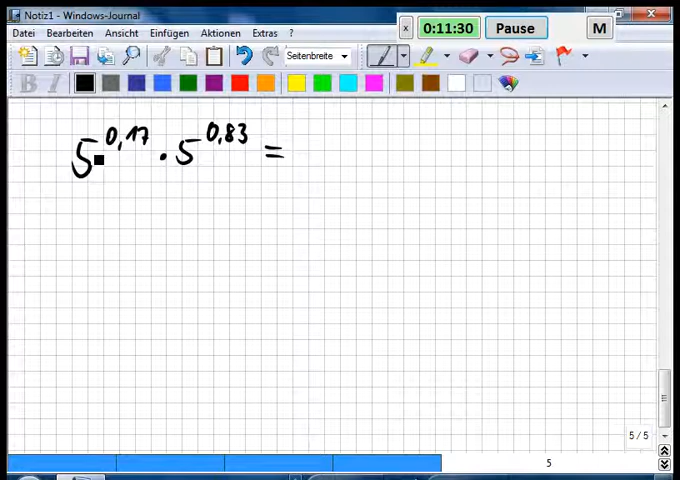 Notiz1 - Windows-Journal
0:11:30 Pause M
Datei Bearbeiten Ansicht Einfügen Aktionen Extras ?
Seitenbreite
B I
5^0,17 · 5^0,83 =
5 / 5
5